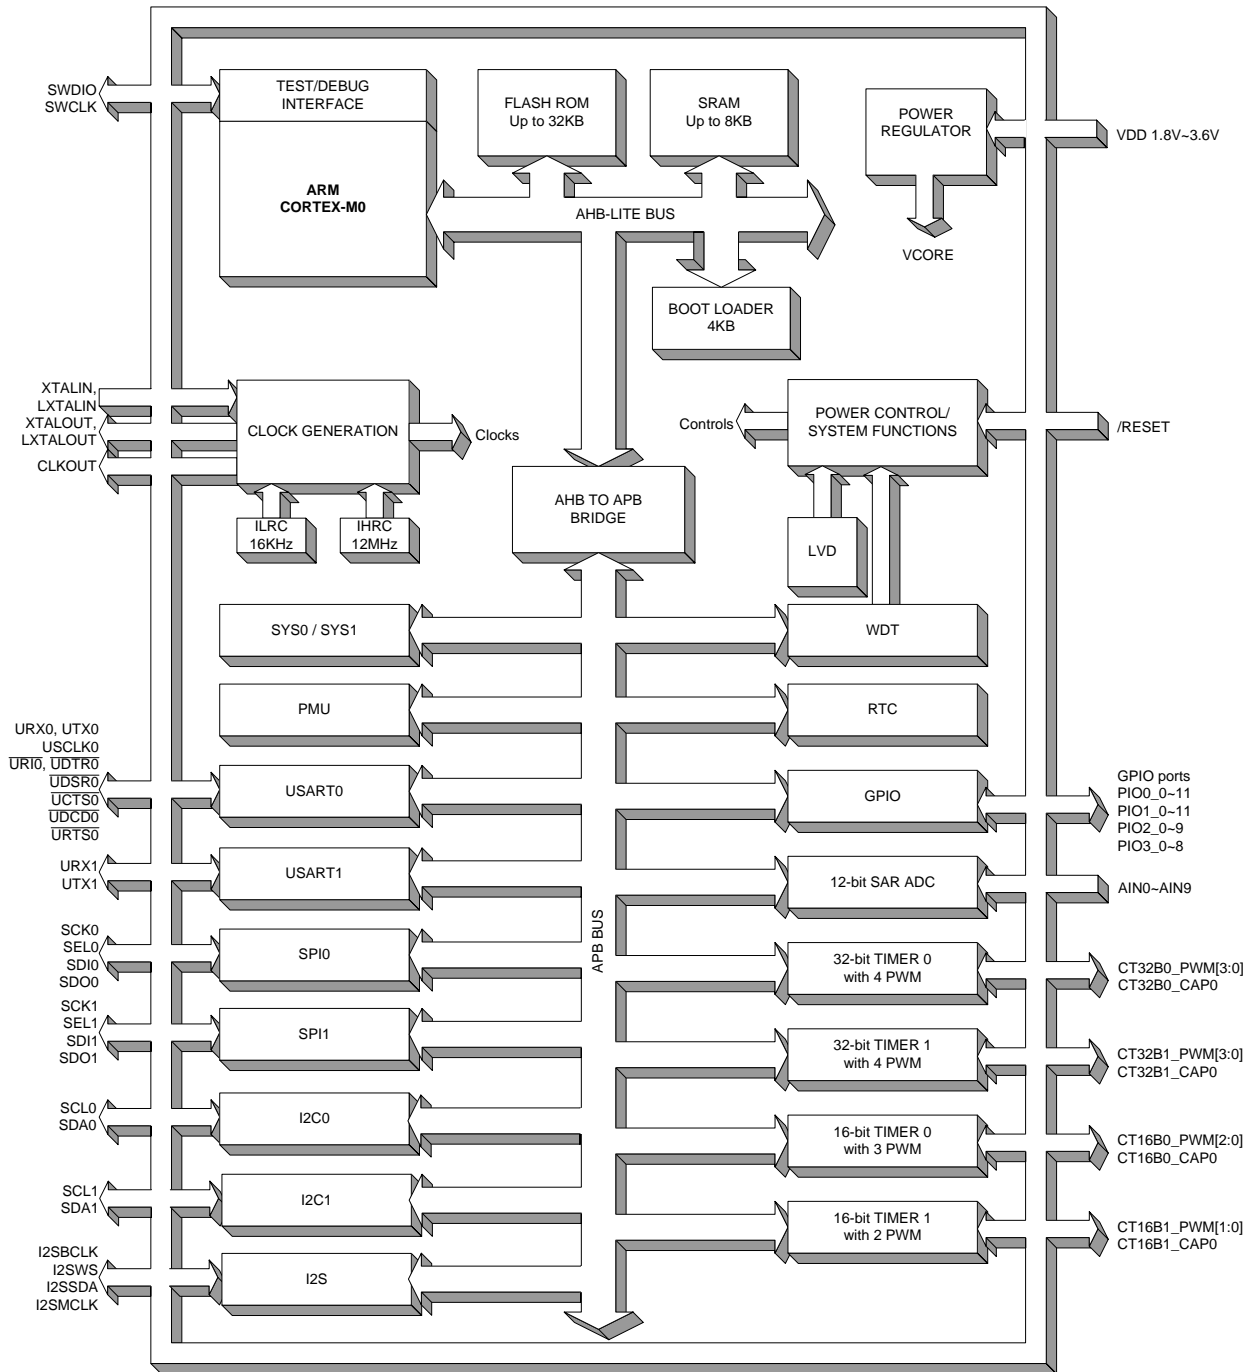 SWDIO
SWCLK
TEST/DEBUG
INTERFACE
ARM
CORTEX-M0
FLASH ROM
Up to 32KB
SRAM
Up to 8KB
POWER
REGULATOR
VDD 1.8V~3.6V
VCORE
AHB-LITE BUS
BOOT LOADER
4KB
XTALIN,
LXTALIN
XTALOUT,
LXTALOUT
CLKOUT
CLOCK GENERATION
Clocks
ILRC
16KHz
IHRC
12MHz
AHB TO APB
BRIDGE
Controls
POWER CONTROL/
SYSTEM FUNCTIONS
/RESET
LVD
SYS0 / SYS1
WDT
PMU
RTC
URX0, UTX0
USCLK0
URI0, UDTR0
UDSR0
UCTS0
UDCD0
URTS0
USART0
GPIO
GPIO ports
PIO0_0~11
PIO1_0~11
PIO2_0~9
PIO3_0~8
URX1
UTX1
USART1
12-bit SAR ADC
AIN0~AIN9
APB BUS
SCK0
SEL0
SDI0
SDO0
SPI0
32-bit TIMER 0
with 4 PWM
CT32B0_PWM[3:0]
CT32B0_CAP0
SCK1
SEL1
SDI1
SDO1
SPI1
32-bit TIMER 1
with 4 PWM
CT32B1_PWM[3:0]
CT32B1_CAP0
SCL0
SDA0
I2C0
16-bit TIMER 0
with 3 PWM
CT16B0_PWM[2:0]
CT16B0_CAP0
SCL1
SDA1
I2C1
16-bit TIMER 1
with 2 PWM
CT16B1_PWM[1:0]
CT16B1_CAP0
I2SBCLK
I2SWS
I2SSDA
I2SMCLK
I2S